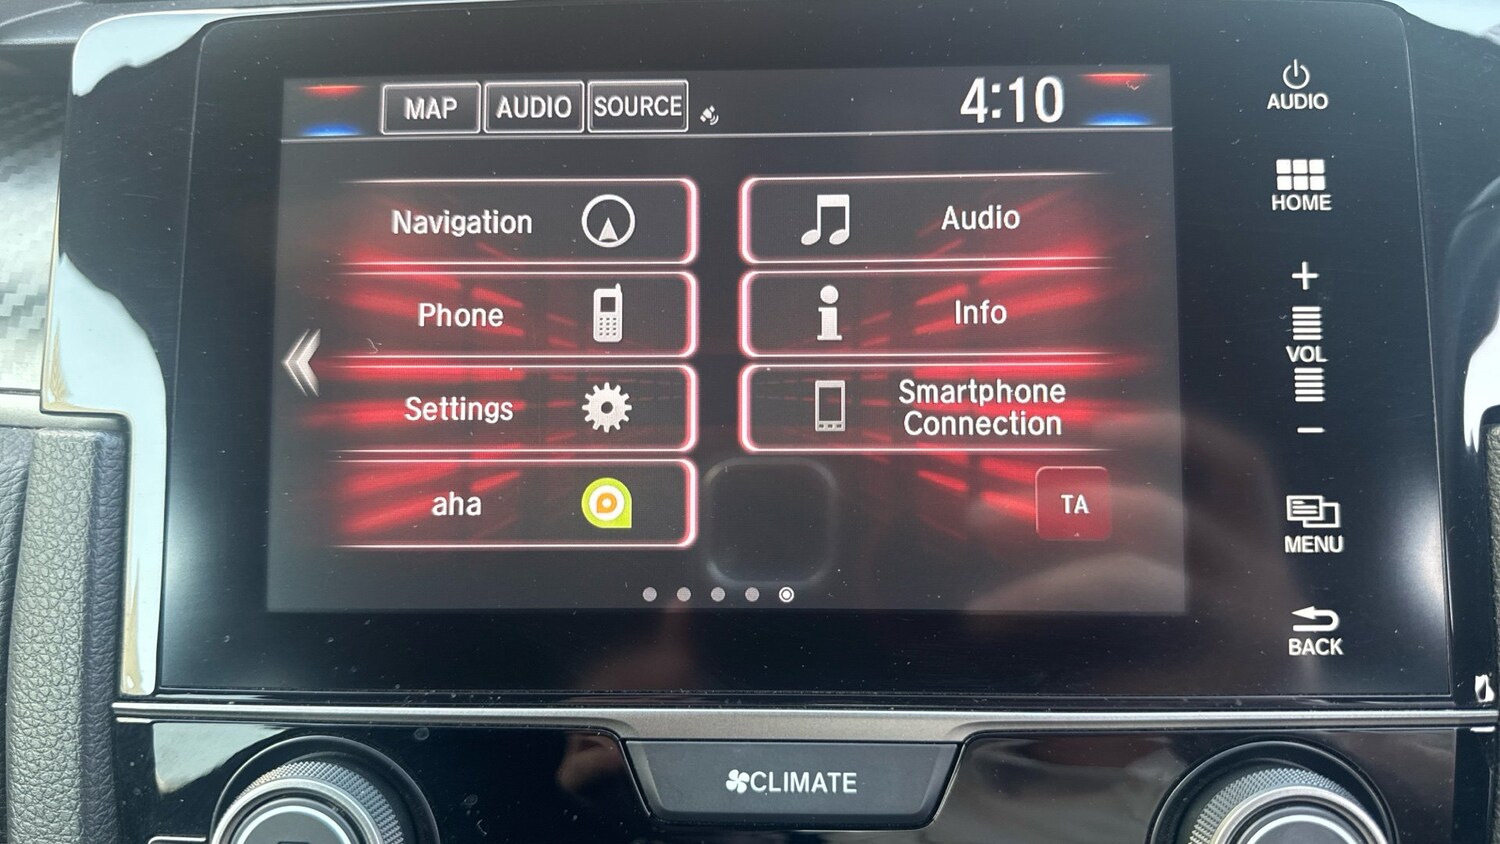 MAP AUDIO SOURCE 4:10
Navigation
Audio
Phone
Info
Settings
Smartphone
Connection
aha
TA
AUDIO
HOME
+
VOL
−
MENU
BACK
CLIMATE